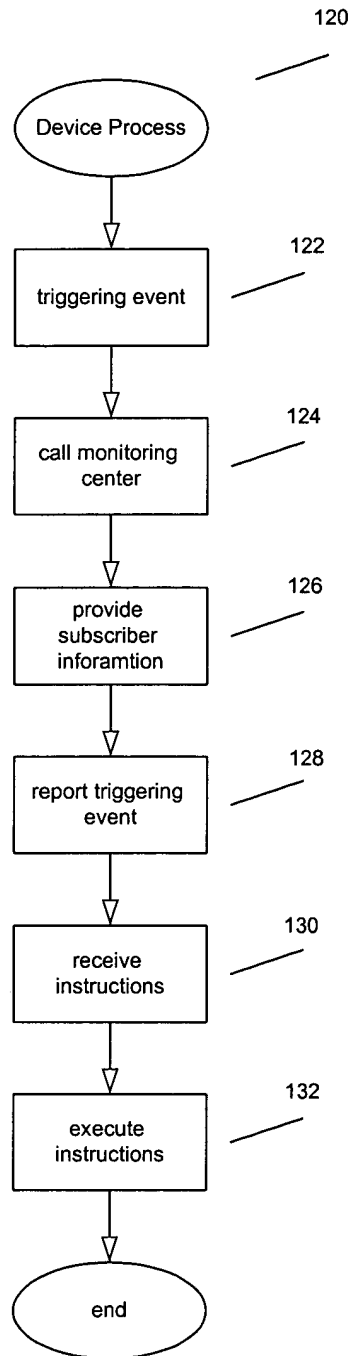 120
Device Process
122
triggering event
124
call monitoring
center
126
provide
subscriber
inforamtion
128
report triggering
event
130
receive
instructions
132
execute
instructions
end